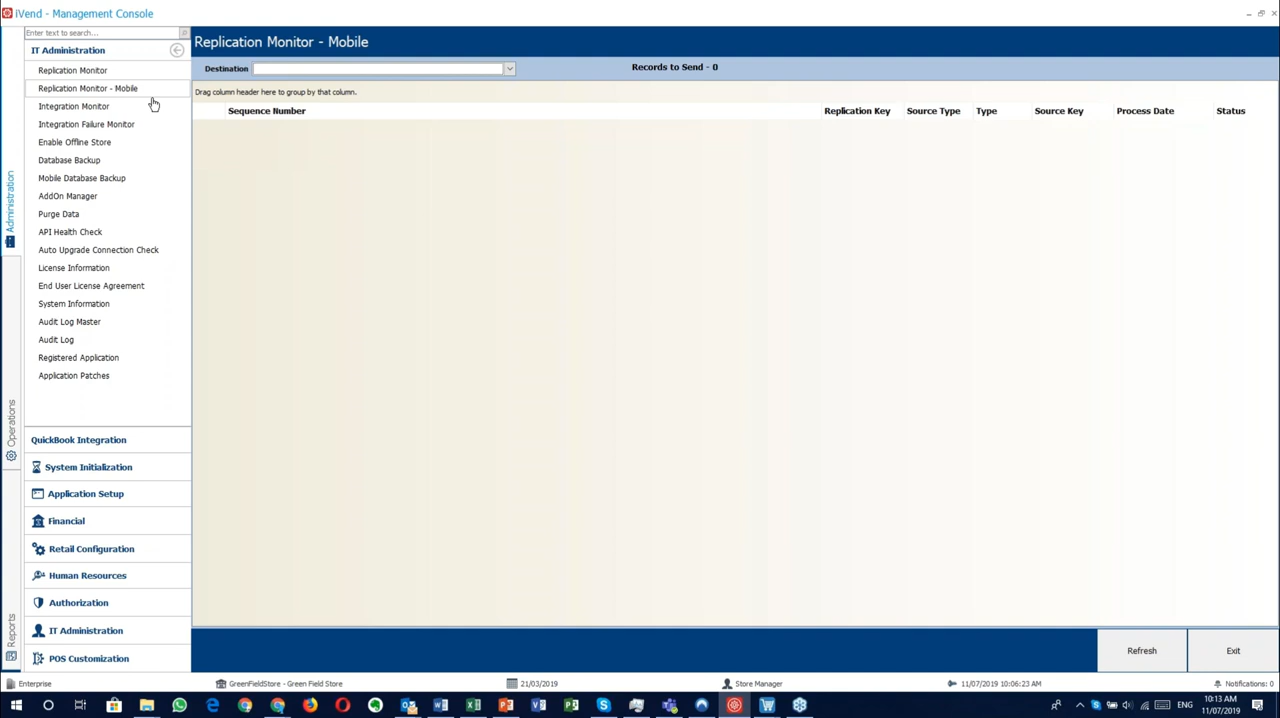 iVend - Management Console
Enter text to search...
IT Administration
Replication Monitor
Replication Monitor - Mobile
Integration Monitor
Integration Failure Monitor
Enable Offline Store
Database Backup
Mobile Database Backup
AddOn Manager
Purge Data
API Health Check
Auto Upgrade Connection Check
License Information
End User License Agreement
System Information
Audit Log Master
Audit Log
Registered Application
Application Patches
QuickBook Integration
System Initialization
Application Setup
Financial
Retail Configuration
Human Resources
Authorization
IT Administration
POS Customization
Administration
Operations
Reports
Replication Monitor - Mobile
Destination
Records to Send - 0
Drag column header here to group by that column.
Sequence Number Replication Key Source Type Type Source Key Process Date Status
Refresh Exit
Enterprise GreenFieldStore - Green Field Store 21/03/2019 Store Manager 11/07/2019 10:06:23 AM Notifications: 0
ENG
10:13 AM
11/07/2019